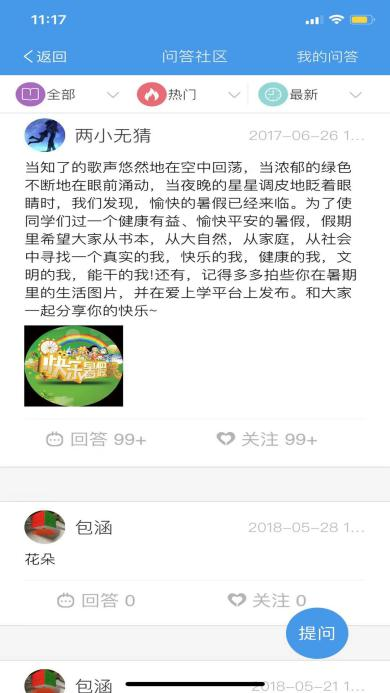 11:17
返回
问答社区
我的问答
全部
热门
最新
两小无猜
2017-06-26 1...
当知了的歌声悠然地在空中回荡，当浓郁的绿色
不断地在眼前涌动，当夜晚的星星调皮地眨着眼
睛时，我们发现，愉快的暑假已经来临。为了使
同学们过一个健康有益、愉快平安的暑假，假期
里希望大家从书本，从大自然，从家庭，从社会
中寻找一个真实的我，快乐的我，健康的我，文
明的我，能干的我!还有，记得多多拍些你在暑期
里的生活图片，并在爱上学平台上发布。和大家
一起分享你的快乐~
快乐暑假
回答 99+
关注 99+
包涵
2018-05-28 1...
花朵
回答 0
关注 0
提问
包涵
2018-05-21 1...